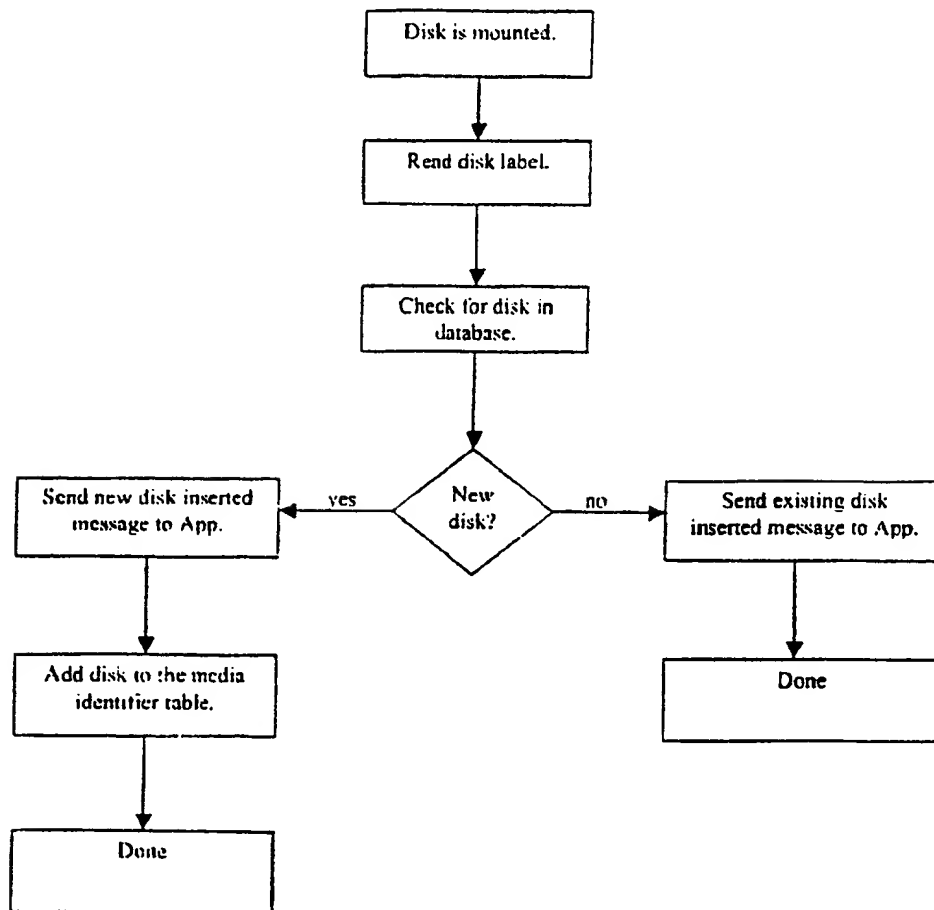 Disk is mounted.
Read disk label.
Check for disk in
database.
New
disk?
yes
no
Send new disk inserted
message to App.
Send existing disk
inserted message to App.
Add disk to the media
identifier table.
Done
Done